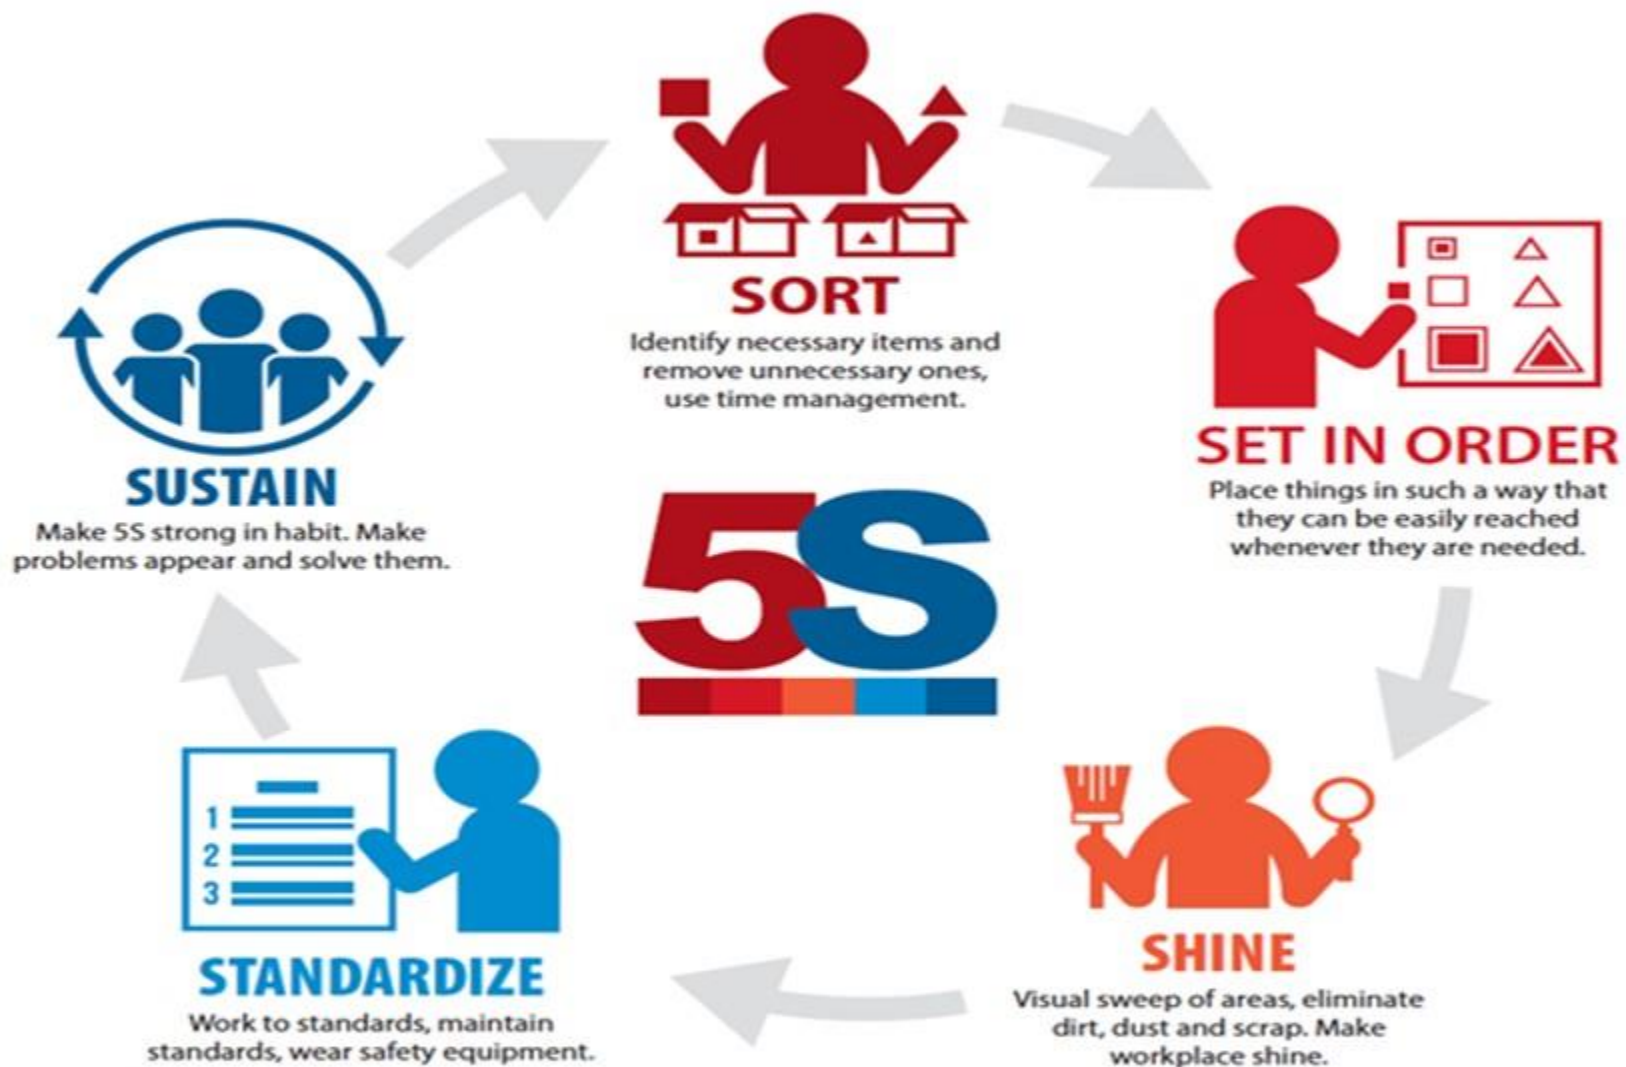 SORT
Identify necessary items and
remove unnecessary ones,
use time management.
SET IN ORDER
Place things in such a way that
they can be easily reached
whenever they are needed.
SHINE
Visual sweep of areas, eliminate
dirt, dust and scrap. Make
workplace shine.
STANDARDIZE
Work to standards, maintain
standards, wear safety equipment.
1
2
3
SUSTAIN
Make 5S strong in habit. Make
problems appear and solve them.
5S